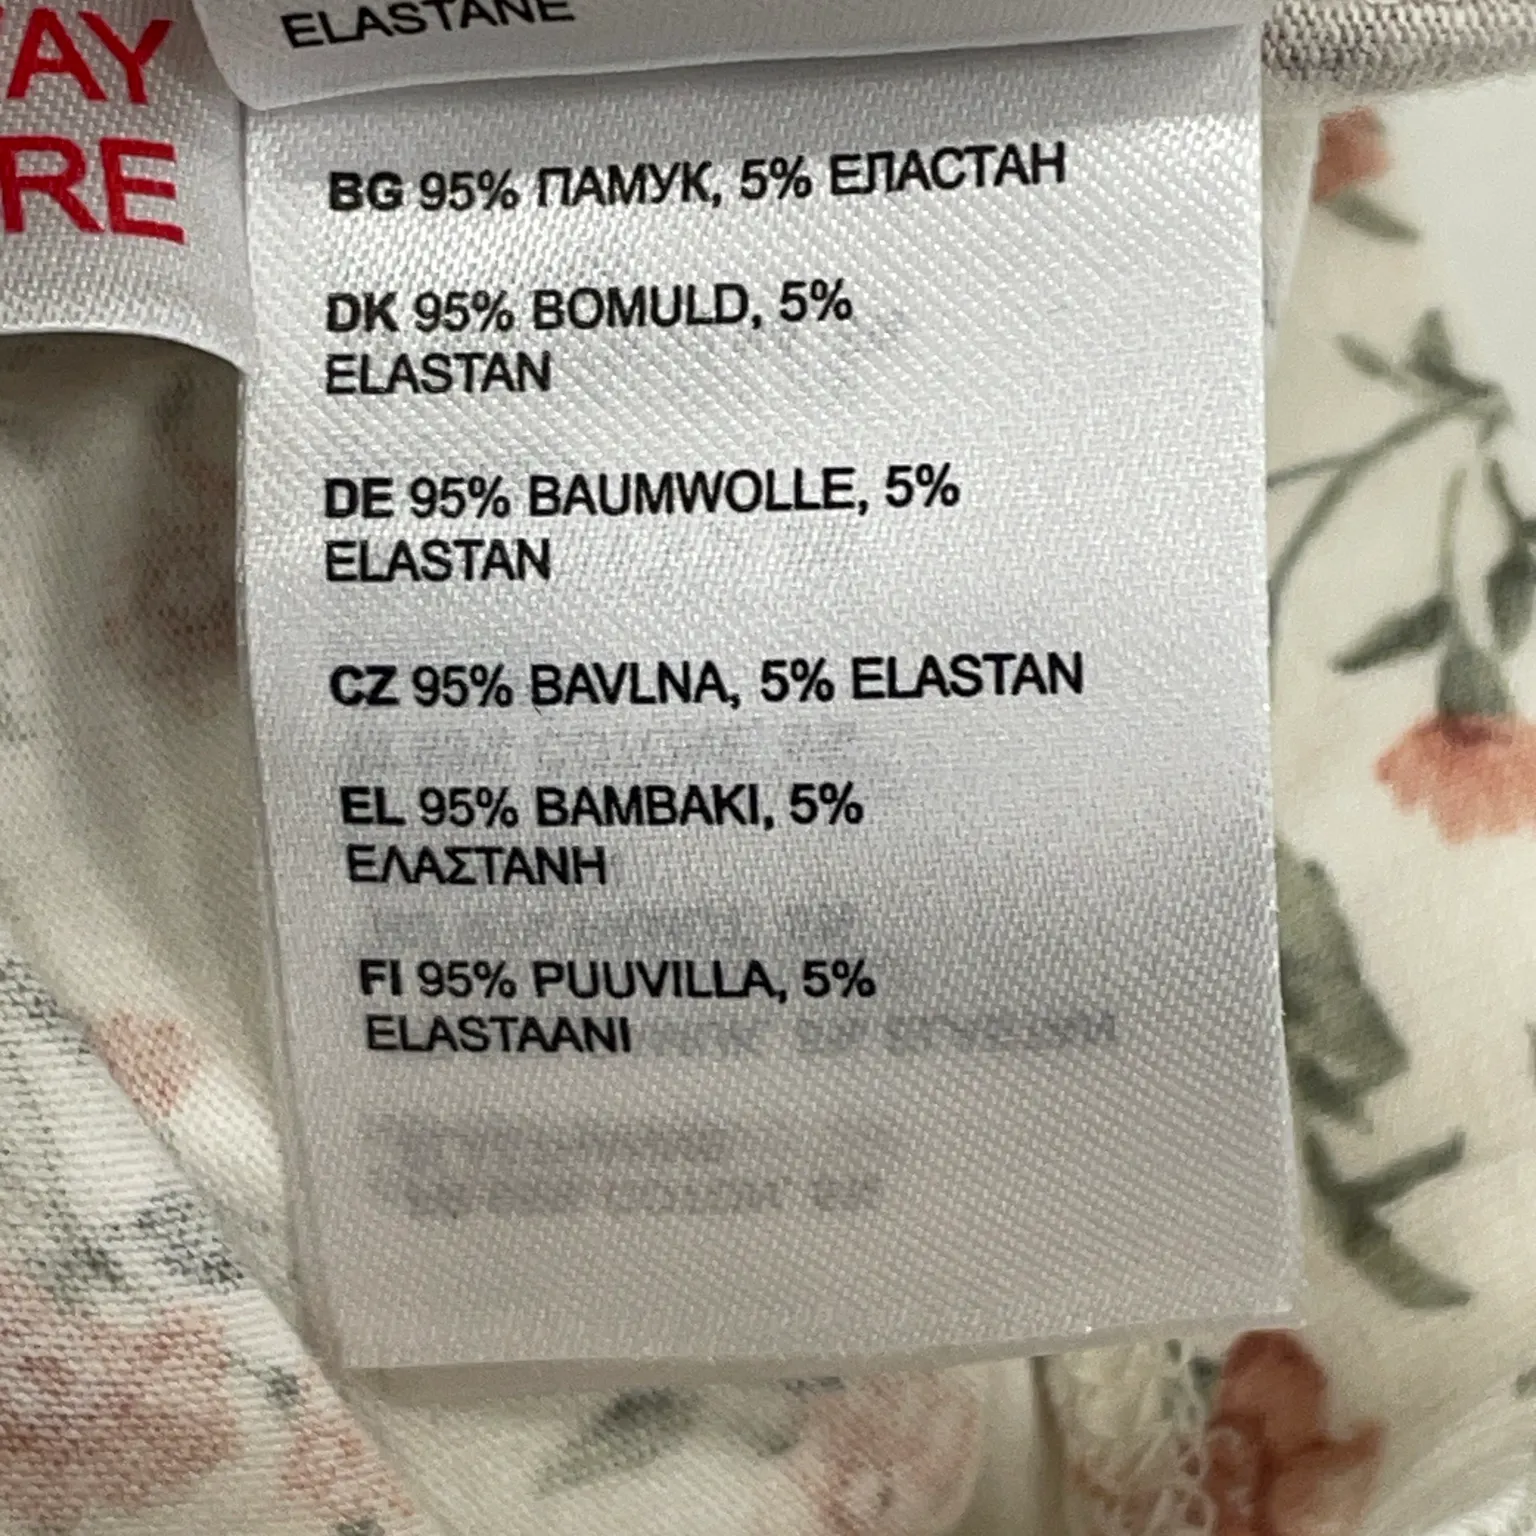 ELASTANE
AY
RE
BG 95% ПАМУК, 5% ЕЛАСТАН
DK 95% BOMULD, 5%
ELASTAN
DE 95% BAUMWOLLE, 5%
ELASTAN
CZ 95% BAVLNA, 5% ELASTAN
EL 95% ΒΑΜΒΑΚΙ, 5%
ΕΛΑΣΤΑΝΗ
FI 95% PUUVILLA, 5%
ELASTAANI